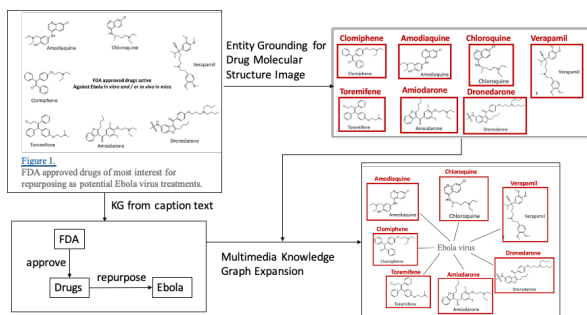 Amodiaquine
Chloroquine
Verapamil
Clomiphene
FDA approved drugs active
Against Ebola in vitro and / or in vivo in mice
Toremifene
Amiodarone
Dronedarone
Figure 1.
FDA approved drugs of most interest for
repurposing as potential Ebola virus treatments.
Entity Grounding for
Drug Molecular
Structure Image
Clomiphene
Amodiaquine
Chloroquine
Verapamil
Clomiphene
Amodiaquine
Chloroquine
Verapamil
Toremifene
Amiodarone
Dronedarone
Toremifene
Amiodarone
Dronedarone
KG from caption text
FDA
approve
Drugs
repurpose
Ebola
Multimedia Knowledge
Graph Expansion
Amodiaquine
Chloroquine
Verapamil
Amodiaquine
Chloroquine
Verapamil
Clomiphene
Clomiphene
Ebola virus
Dronedarone
Dronedarone
Toremifene
Amiodarone
Toremifene
Amiodarone